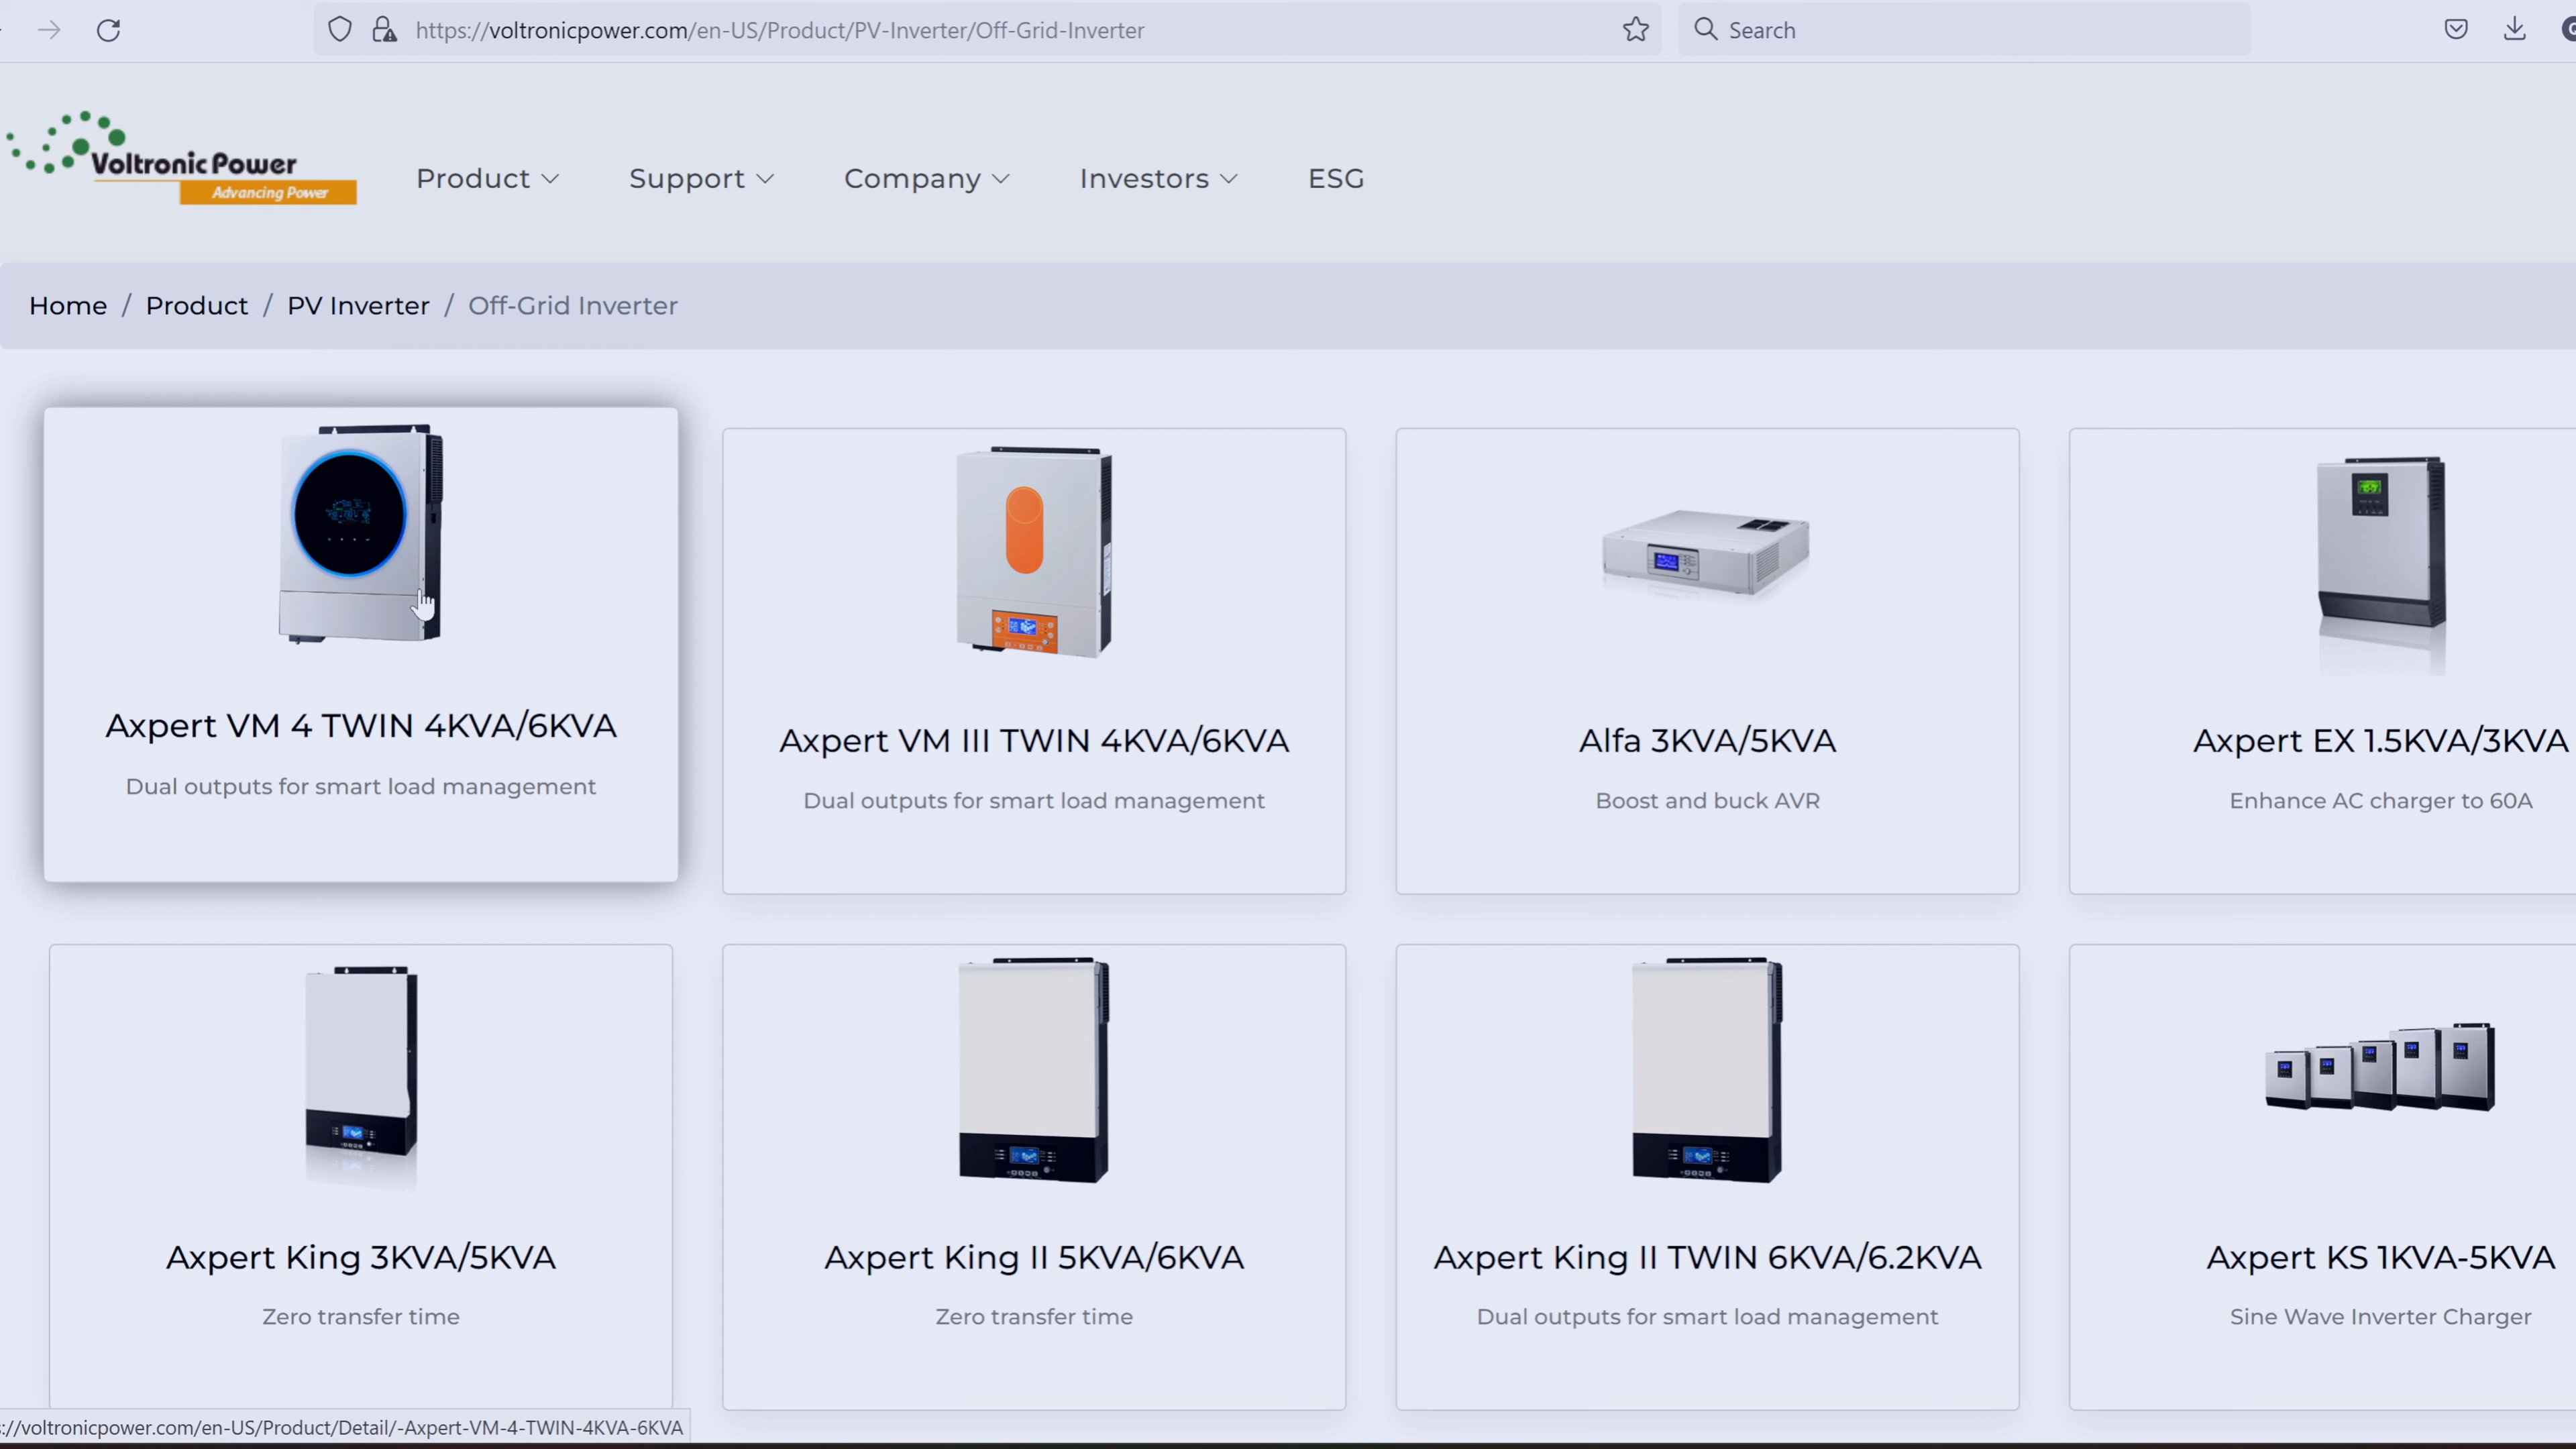 https://voltronicpower.com/en-US/Product/PV-Inverter/Off-Grid-Inverter
Search
Voltronic Power
Advancing Power
Product
Support
Company
Investors
ESG
Home / Product / PV Inverter / Off-Grid Inverter
Axpert VM 4 TWIN 4KVA/6KVA
Dual outputs for smart load management
Axpert VM III TWIN 4KVA/6KVA
Dual outputs for smart load management
Alfa 3KVA/5KVA
Boost and buck AVR
Axpert EX 1.5KVA/3KVA
Enhance AC charger to 60A
Axpert King 3KVA/5KVA
Zero transfer time
Axpert King II 5KVA/6KVA
Zero transfer time
Axpert King II TWIN 6KVA/6.2KVA
Dual outputs for smart load management
Axpert KS 1KVA-5KVA
Sine Wave Inverter Charger
://voltronicpower.com/en-US/Product/Detail/-Axpert-VM-4-TWIN-4KVA-6KVA